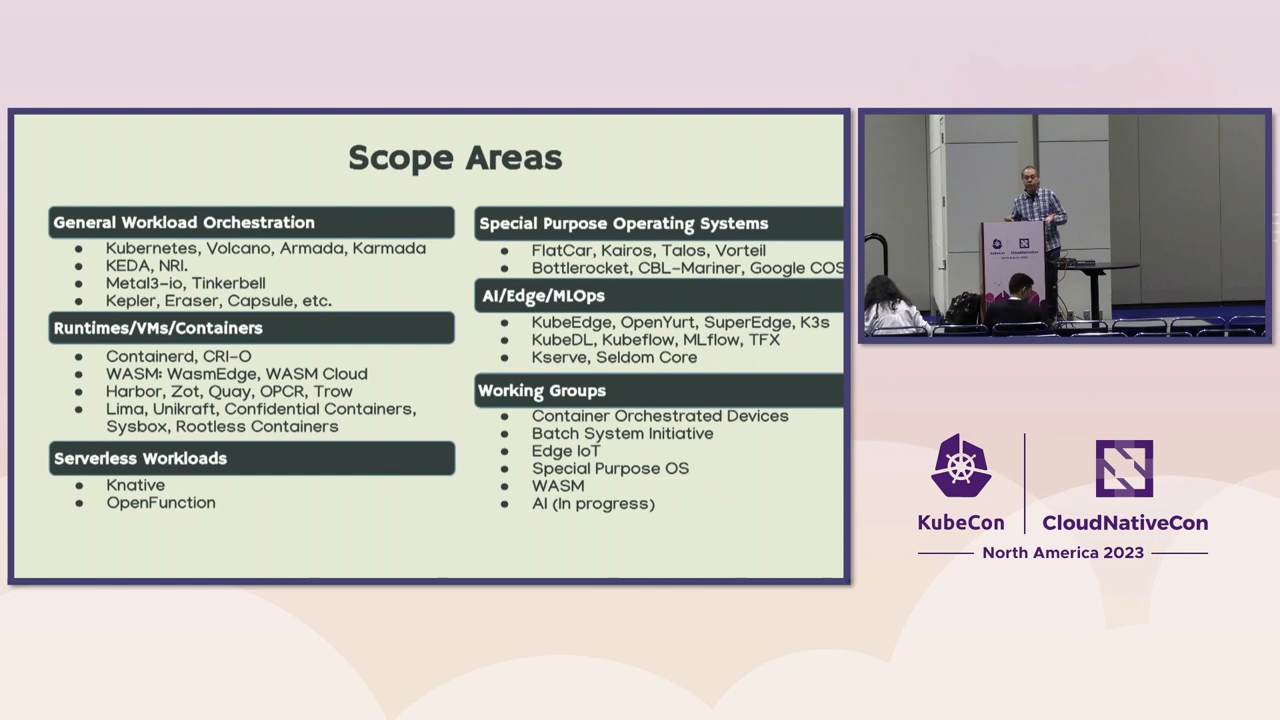 Scope Areas
General Workload Orchestration
Kubernetes, Volcano, Armada, Karmada
KEDA, NRI.
Metal3-io, Tinkerbell
Kepler, Eraser, Capsule, etc.
Runtimes/VMs/Containers
Containerd, CRI-O
WASM: WasmEdge, WASM Cloud
Harbor, Zot, Quay, OPCR, Trow
Lima, Unikraft, Confidential Containers,
Sysbox, Rootless Containers
Serverless Workloads
Knative
OpenFunction
Special Purpose Operating Systems
FlatCar, Kairos, Talos, Vorteil
Bottlerocket, CBL-Mariner, Google COS
AI/Edge/MLOps
KubeEdge, OpenYurt, SuperEdge, K3s
KubeDL, Kubeflow, MLflow, TFX
Kserve, Seldom Core
Working Groups
Container Orchestrated Devices
Batch System Initiative
Edge IoT
Special Purpose OS
WASM
AI (In progress)
KubeCon
CloudNativeCon
North America 2023